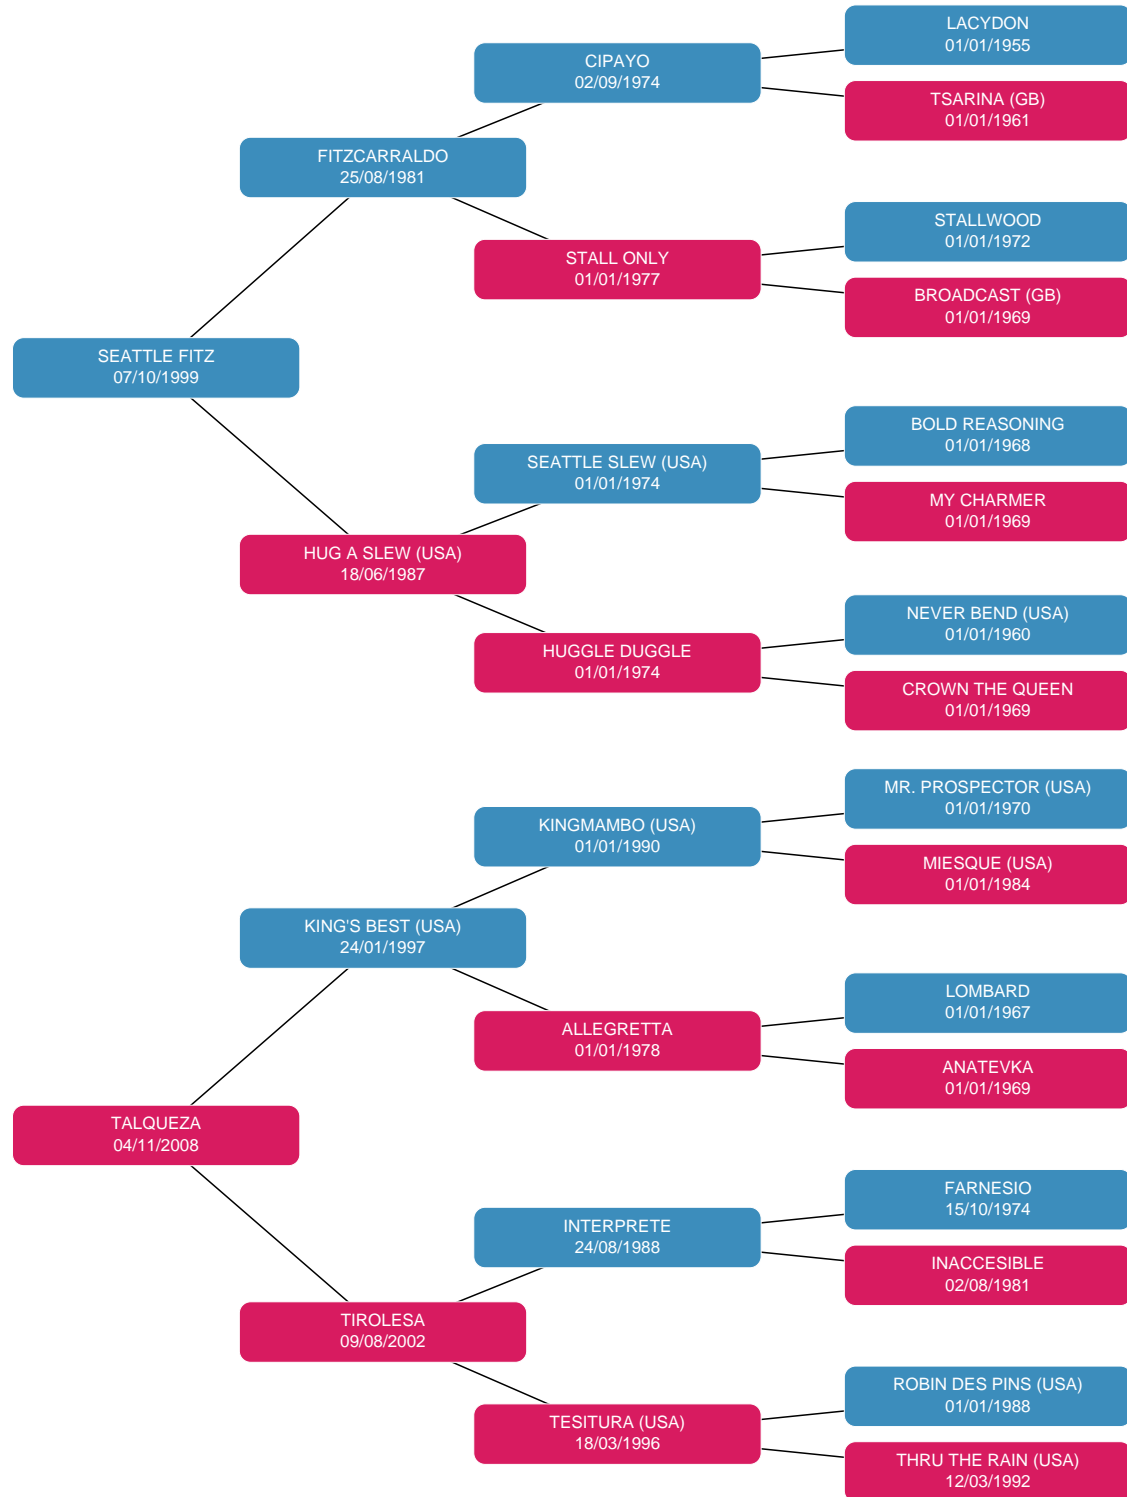 LACYDON
01/01/1955
CIPAYO
02/09/1974
TSARINA (GB)
01/01/1961
FITZCARRALDO
25/08/1981
STALLWOOD
01/01/1972
STALL ONLY
01/01/1977
BROADCAST (GB)
01/01/1969
SEATTLE FITZ
07/10/1999
BOLD REASONING
01/01/1968
SEATTLE SLEW (USA)
01/01/1974
MY CHARMER
01/01/1969
HUG A SLEW (USA)
18/06/1987
NEVER BEND (USA)
01/01/1960
HUGGLE DUGGLE
01/01/1974
CROWN THE QUEEN
01/01/1969
MR. PROSPECTOR (USA)
01/01/1970
KINGMAMBO (USA)
01/01/1990
MIESQUE (USA)
01/01/1984
KING'S BEST (USA)
24/01/1997
LOMBARD
01/01/1967
ALLEGRETTA
01/01/1978
ANATEVKA
01/01/1969
TALQUEZA
04/11/2008
FARNESIO
15/10/1974
INTERPRETE
24/08/1988
INACCESIBLE
02/08/1981
TIROLESA
09/08/2002
ROBIN DES PINS (USA)
01/01/1988
TESITURA (USA)
18/03/1996
THRU THE RAIN (USA)
12/03/1992